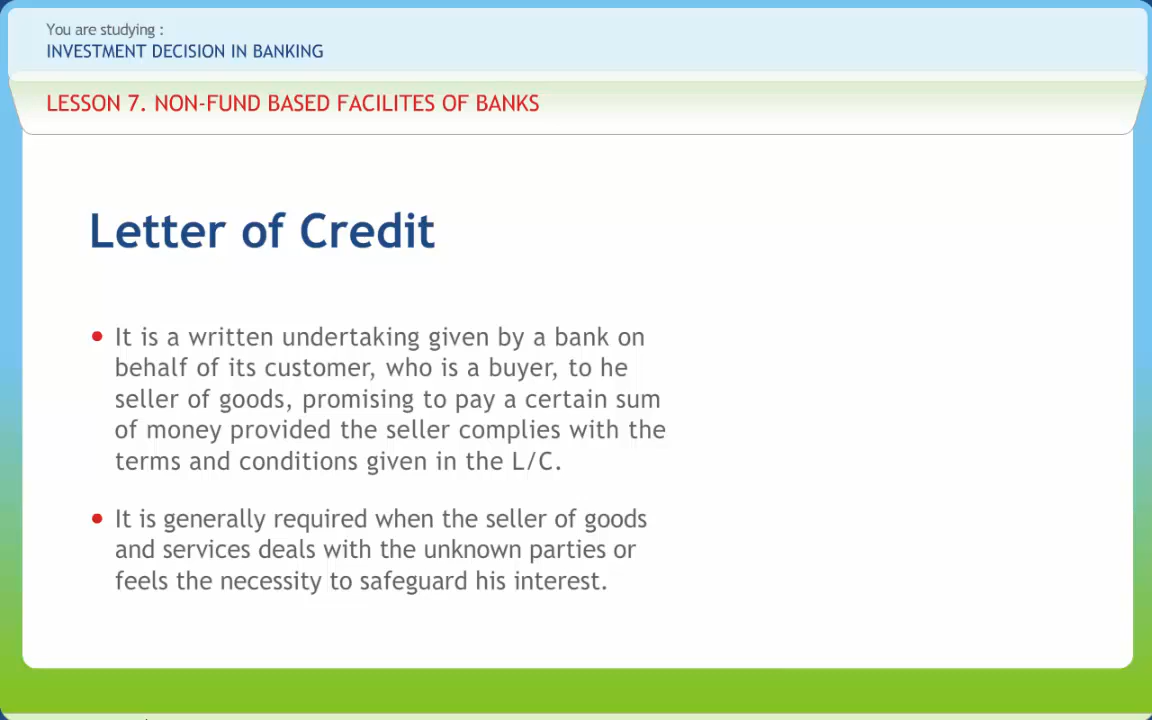 You are studying :
INVESTMENT DECISION IN BANKING
LESSON 7. NON-FUND BASED FACILITES OF BANKS
Letter of Credit
• It is a written undertaking given by a bank on
behalf of its customer, who is a buyer, to he
seller of goods, promising to pay a certain sum
of money provided the seller complies with the
terms and conditions given in the L/C.
• It is generally required when the seller of goods
and services deals with the unknown parties or
feels the necessity to safeguard his interest.